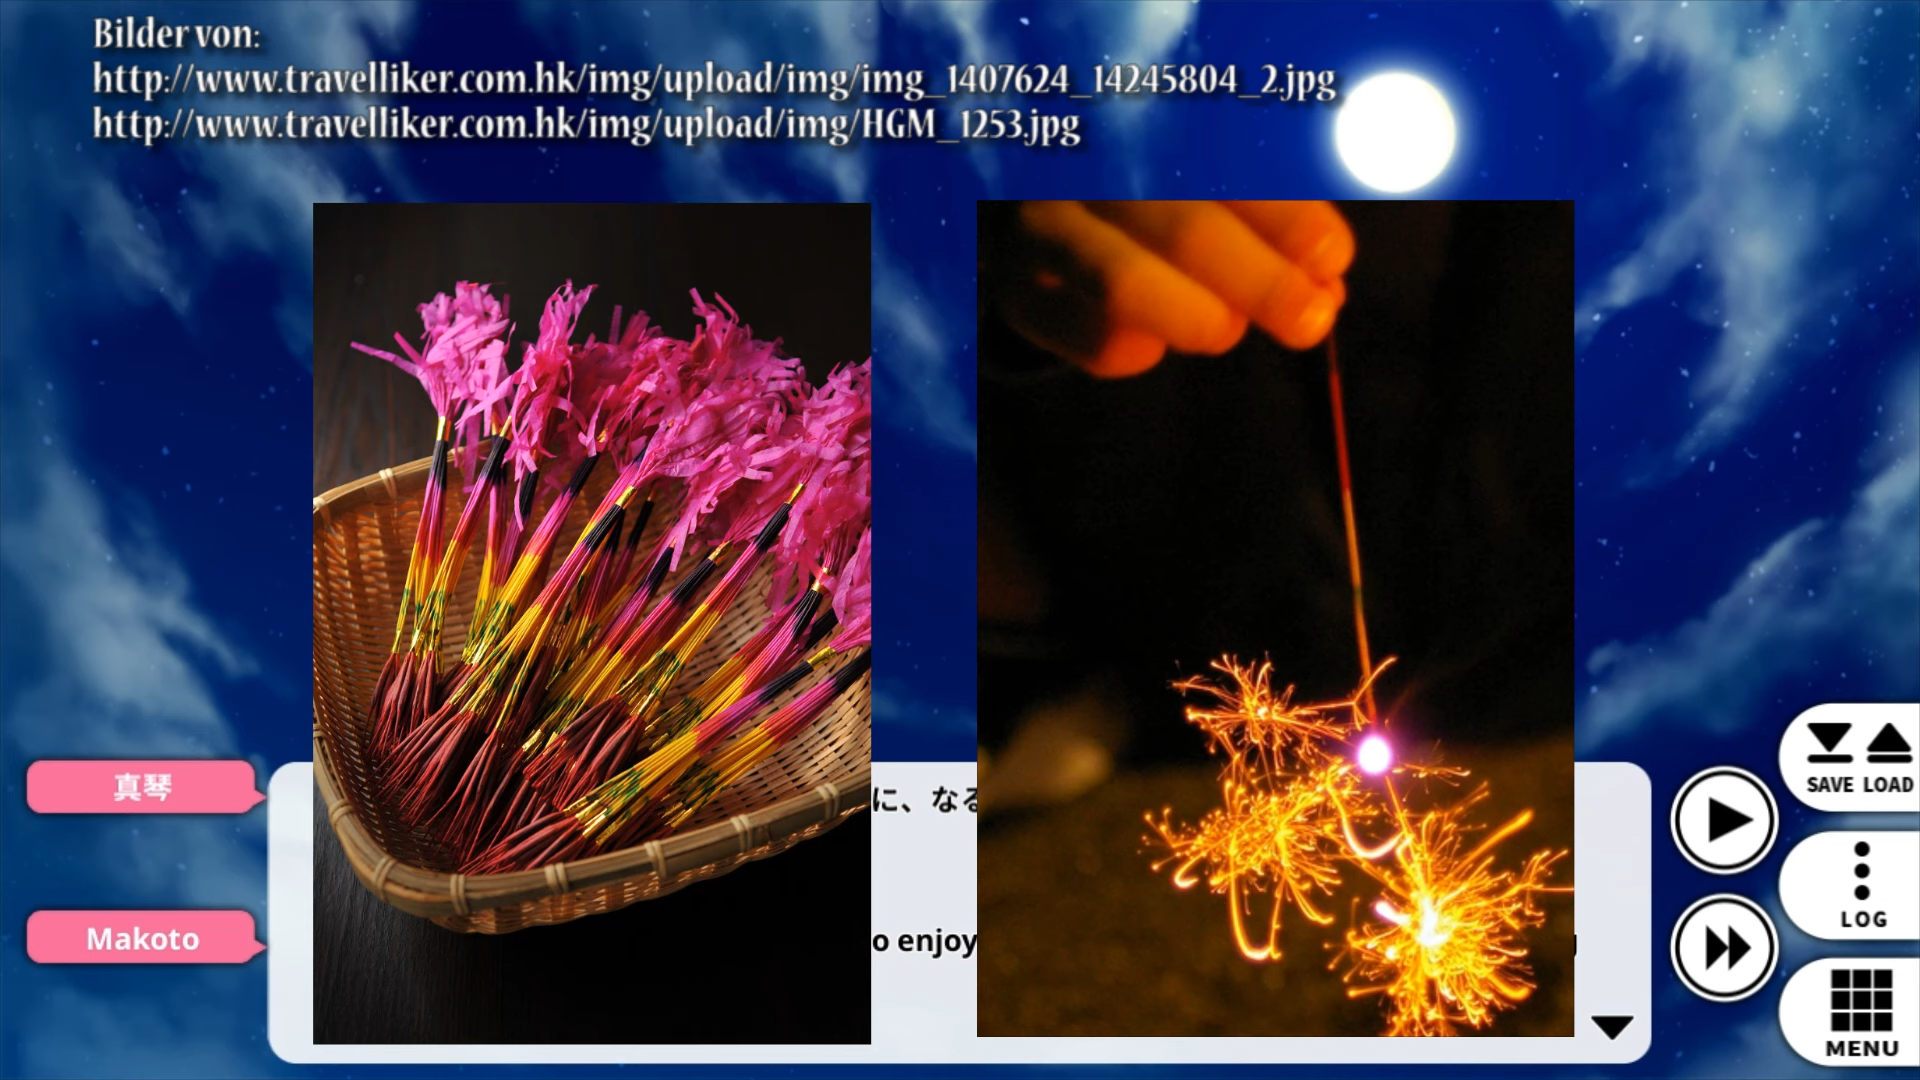 Bilder von:
http://www.travelliker.com.hk/img/upload/img/img_1407624_14245804_2.jpg
http://www.travelliker.com.hk/img/upload/img/HGM_1253.jpg
真琴
に、なる
Makoto
enjoy
SAVE LOAD
LOG
MENU